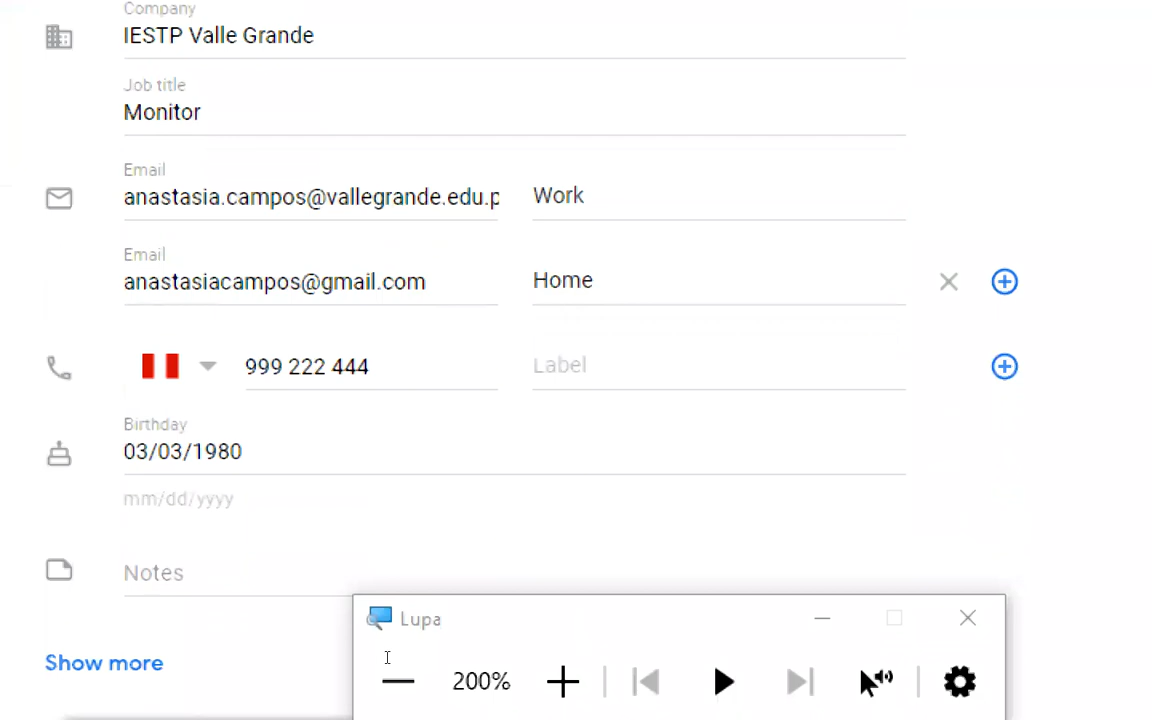 Company
IESTP Valle Grande
Job title
Monitor
Email
anastasia.campos@vallegrande.edu.p
Work
Email
anastasiacampos@gmail.com
Home
999 222 444
Label
Birthday
03/03/1980
mm/dd/yyyy
Notes
Show more
Lupa
200%